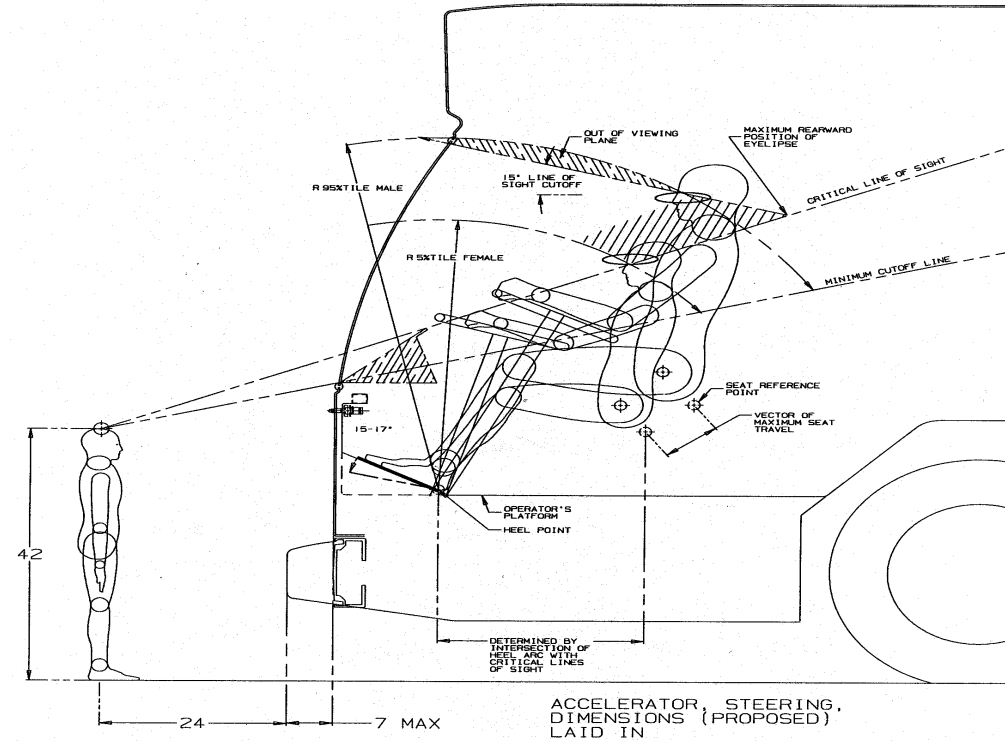 OUT OF VIEWING
PLANE
MAXIMUM REARWARD
POSITION OF
EYELIPSE
15° LINE OF
SIGHT CUTOFF
CRITICAL LINE OF SIGHT
R 95%TILE MALE
R 5%TILE FEMALE
MINIMUM CUTOFF LINE
SEAT REFERENCE
POINT
VECTOR OF
MAXIMUM SEAT
TRAVEL
15-17°
OPERATOR'S
PLATFORM
HEEL POINT
42
DETERMINED BY
INTERSECTION OF
HEEL ARC WITH
CRITICAL LINES
OF SIGHT
24
7 MAX
ACCELERATOR, STEERING,
DIMENSIONS (PROPOSED)
LAID IN